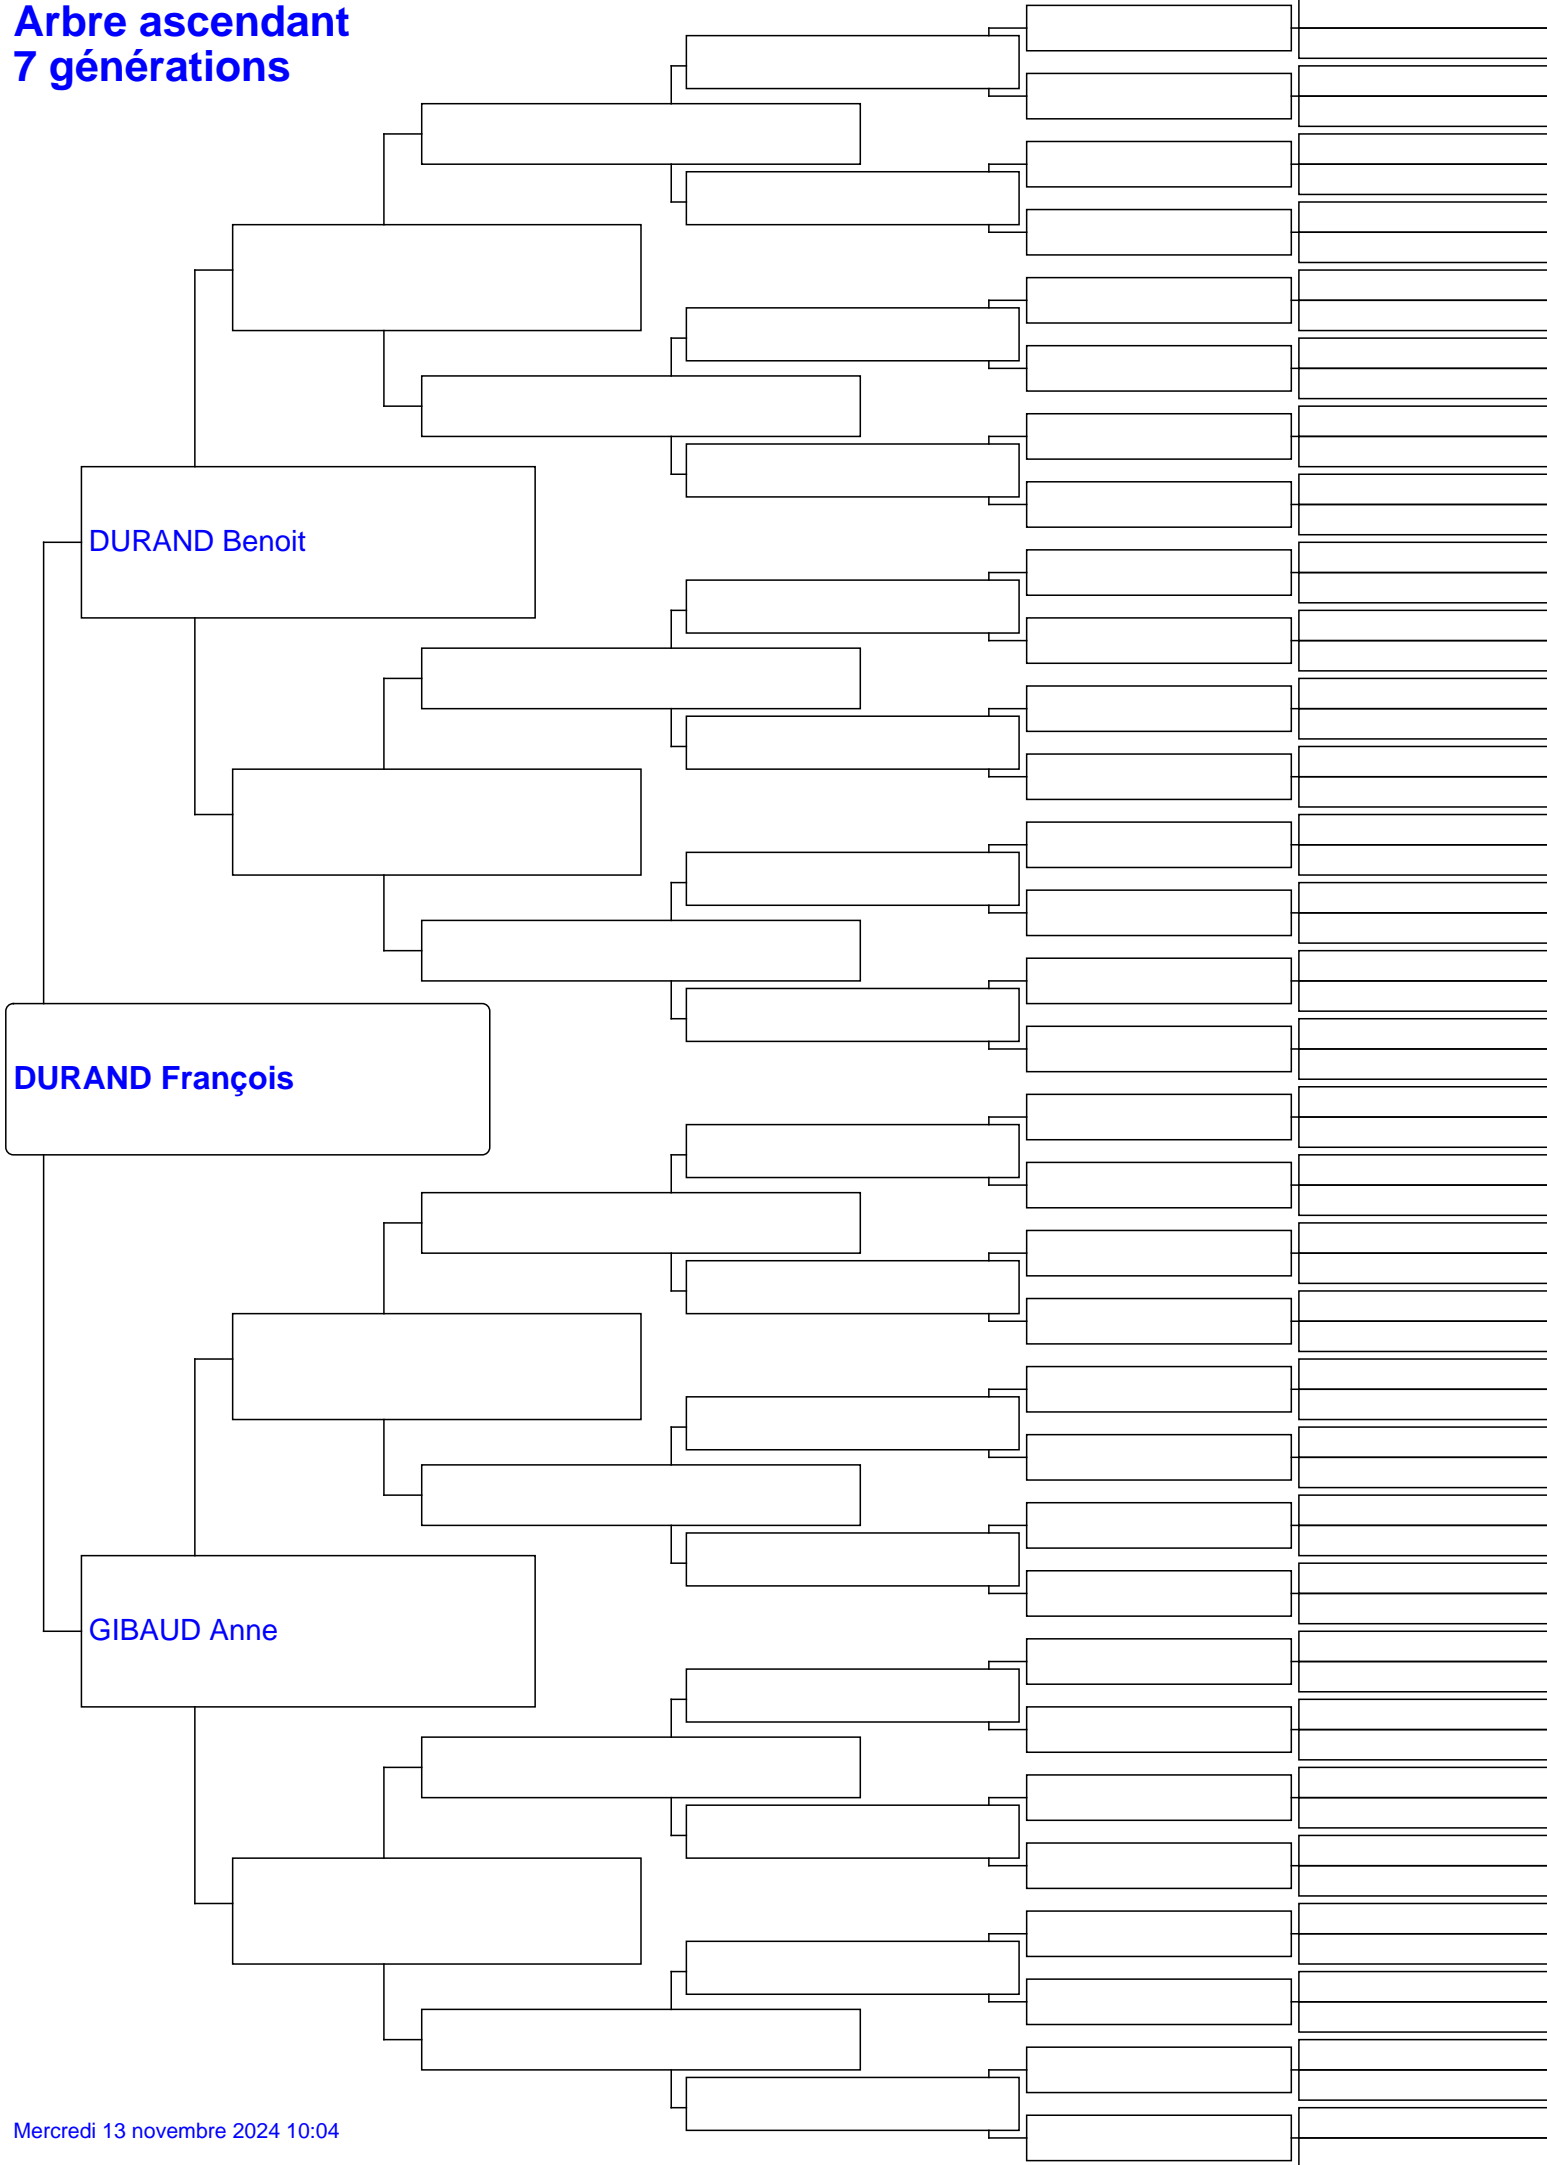 Arbre ascendant
7 générations
DURAND Benoit
DURAND François
GIBAUD Anne
Mercredi 13 novembre 2024 10:04